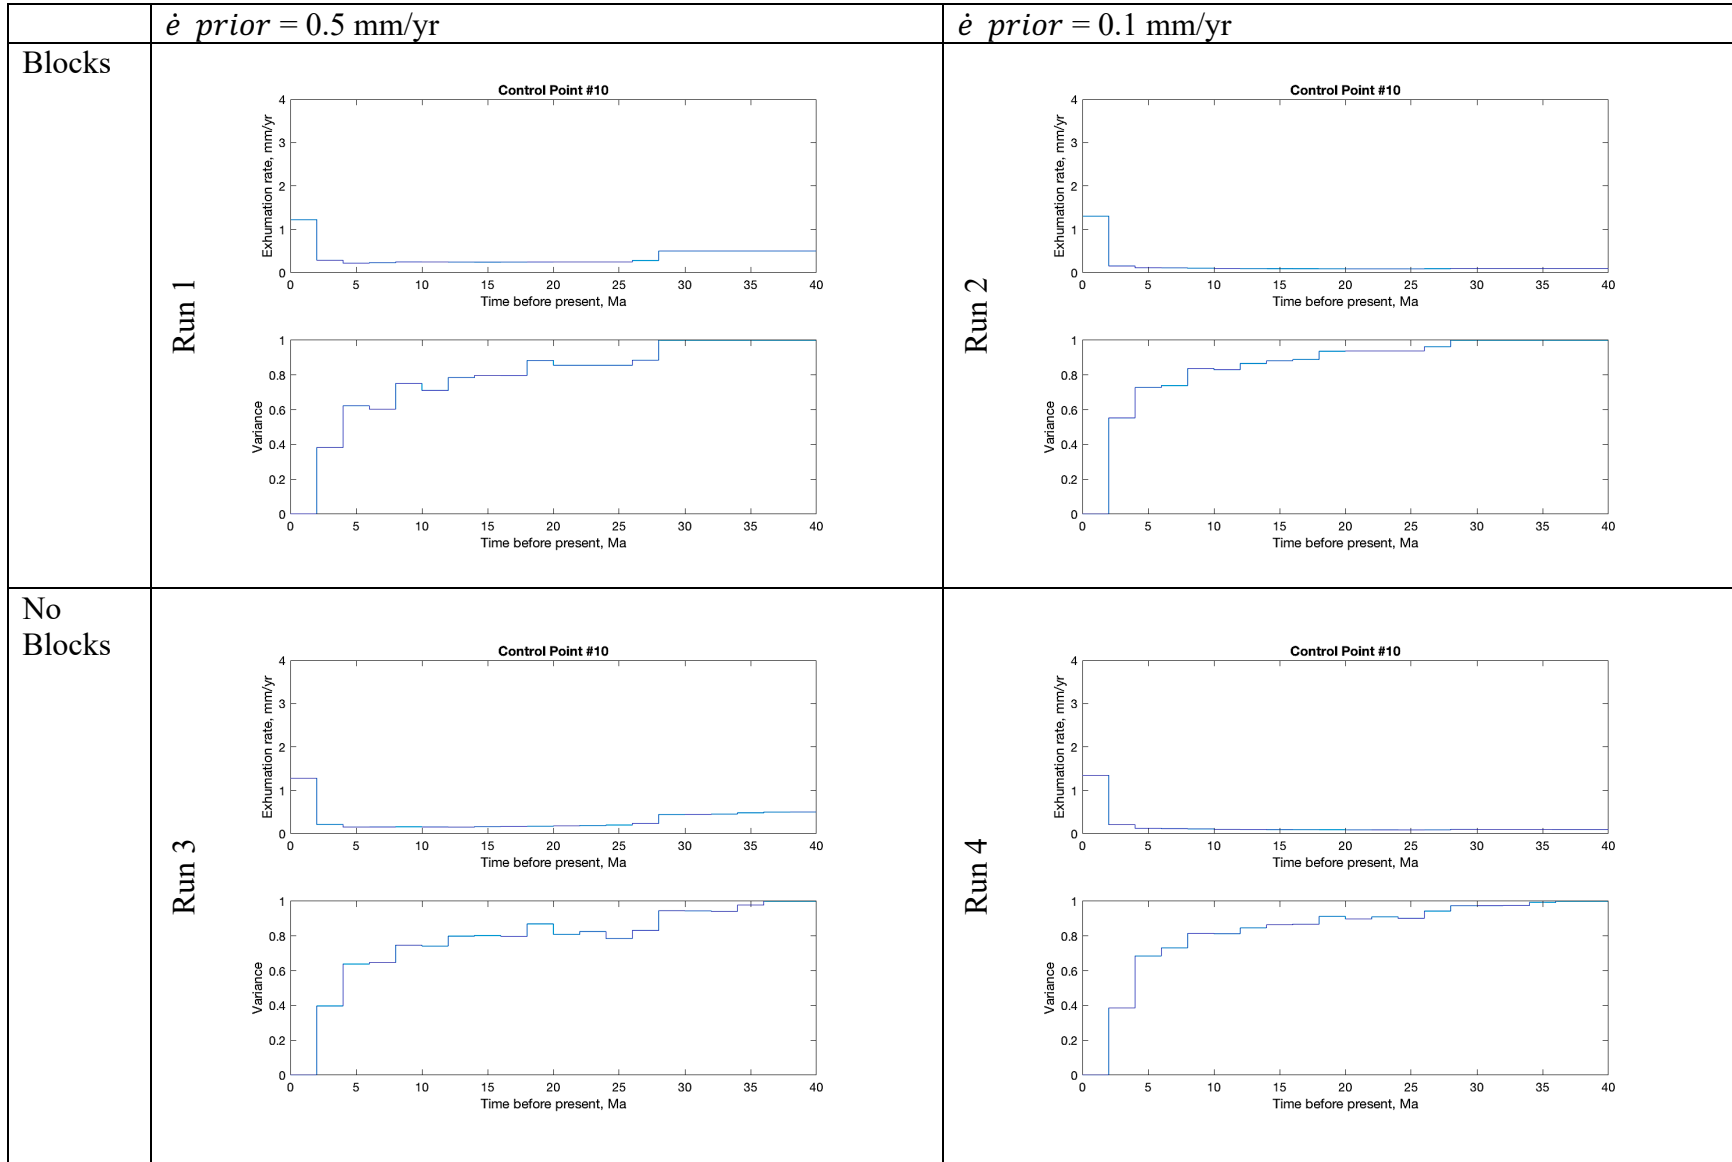 ė prior = 0.5 mm/yr
ė prior = 0.1 mm/yr
Blocks
Run 1
Control Point #10
Exhumation rate, mm/yr
4
3
2
1
0
0 5 10 15 20 25 30 35 40
Time before present, Ma
Variance
1
0.8
0.6
0.4
0.2
0
0 5 10 15 20 25 30 35 40
Time before present, Ma
Run 2
Control Point #10
Exhumation rate, mm/yr
4
3
2
1
0
0 5 10 15 20 25 30 35 40
Time before present, Ma
Variance
1
0.8
0.6
0.4
0.2
0
0 5 10 15 20 25 30 35 40
Time before present, Ma
No
Blocks
Run 3
Control Point #10
Exhumation rate, mm/yr
4
3
2
1
0
0 5 10 15 20 25 30 35 40
Time before present, Ma
Variance
1
0.8
0.6
0.4
0.2
0
0 5 10 15 20 25 30 35 40
Time before present, Ma
Run 4
Control Point #10
Exhumation rate, mm/yr
4
3
2
1
0
0 5 10 15 20 25 30 35 40
Time before present, Ma
Variance
1
0.8
0.6
0.4
0.2
0
0 5 10 15 20 25 30 35 40
Time before present, Ma